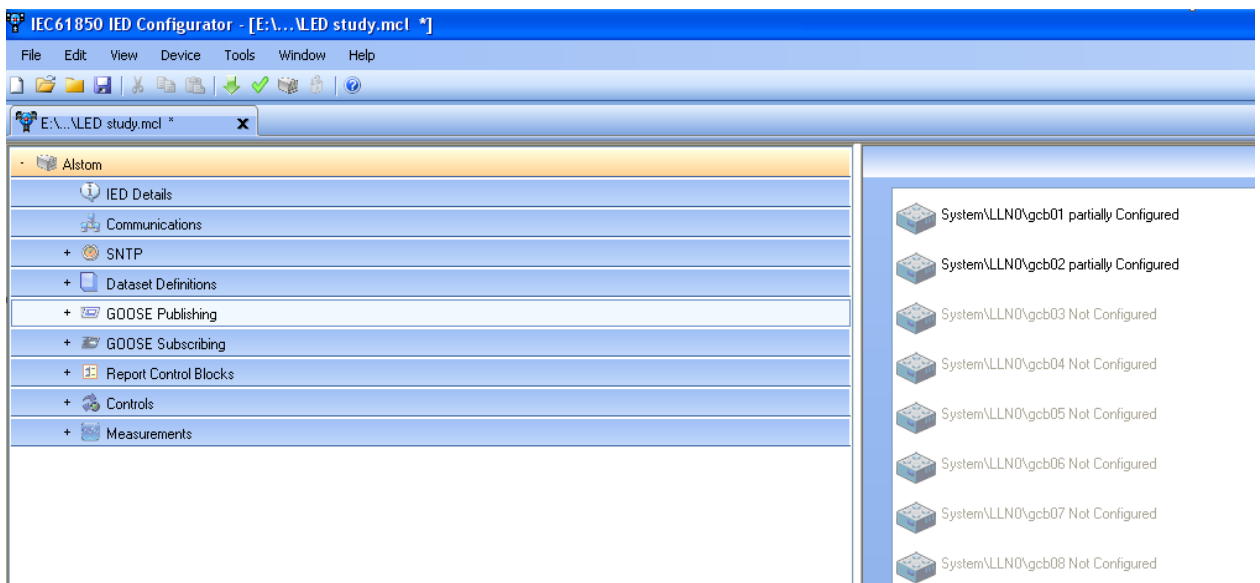 IEC61850 IED Configurator - [E:\...\LED study.mcl *]
File Edit View Device Tools Window Help
E:\...\LED study.mcl * x
- Alstom
IED Details
Communications
+ SNTP
+ Dataset Definitions
+ GOOSE Publishing
+ GOOSE Subscribing
+ Report Control Blocks
+ Controls
+ Measurements
System\LLN0\gcb01 partially Configured
System\LLN0\gcb02 partially Configured
System\LLN0\gcb03 Not Configured
System\LLN0\gcb04 Not Configured
System\LLN0\gcb05 Not Configured
System\LLN0\gcb06 Not Configured
System\LLN0\gcb07 Not Configured
System\LLN0\gcb08 Not Configured